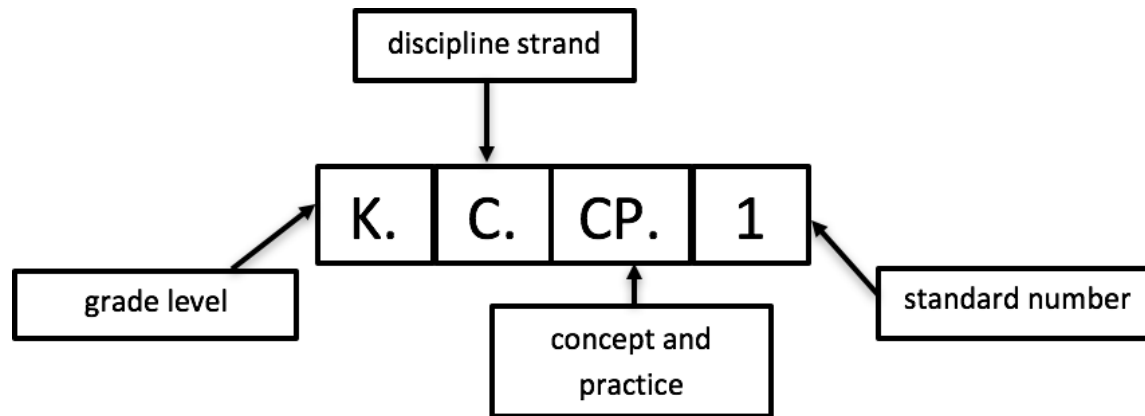 discipline strand
K. C. CP. 1
grade level
standard number
concept and
practice